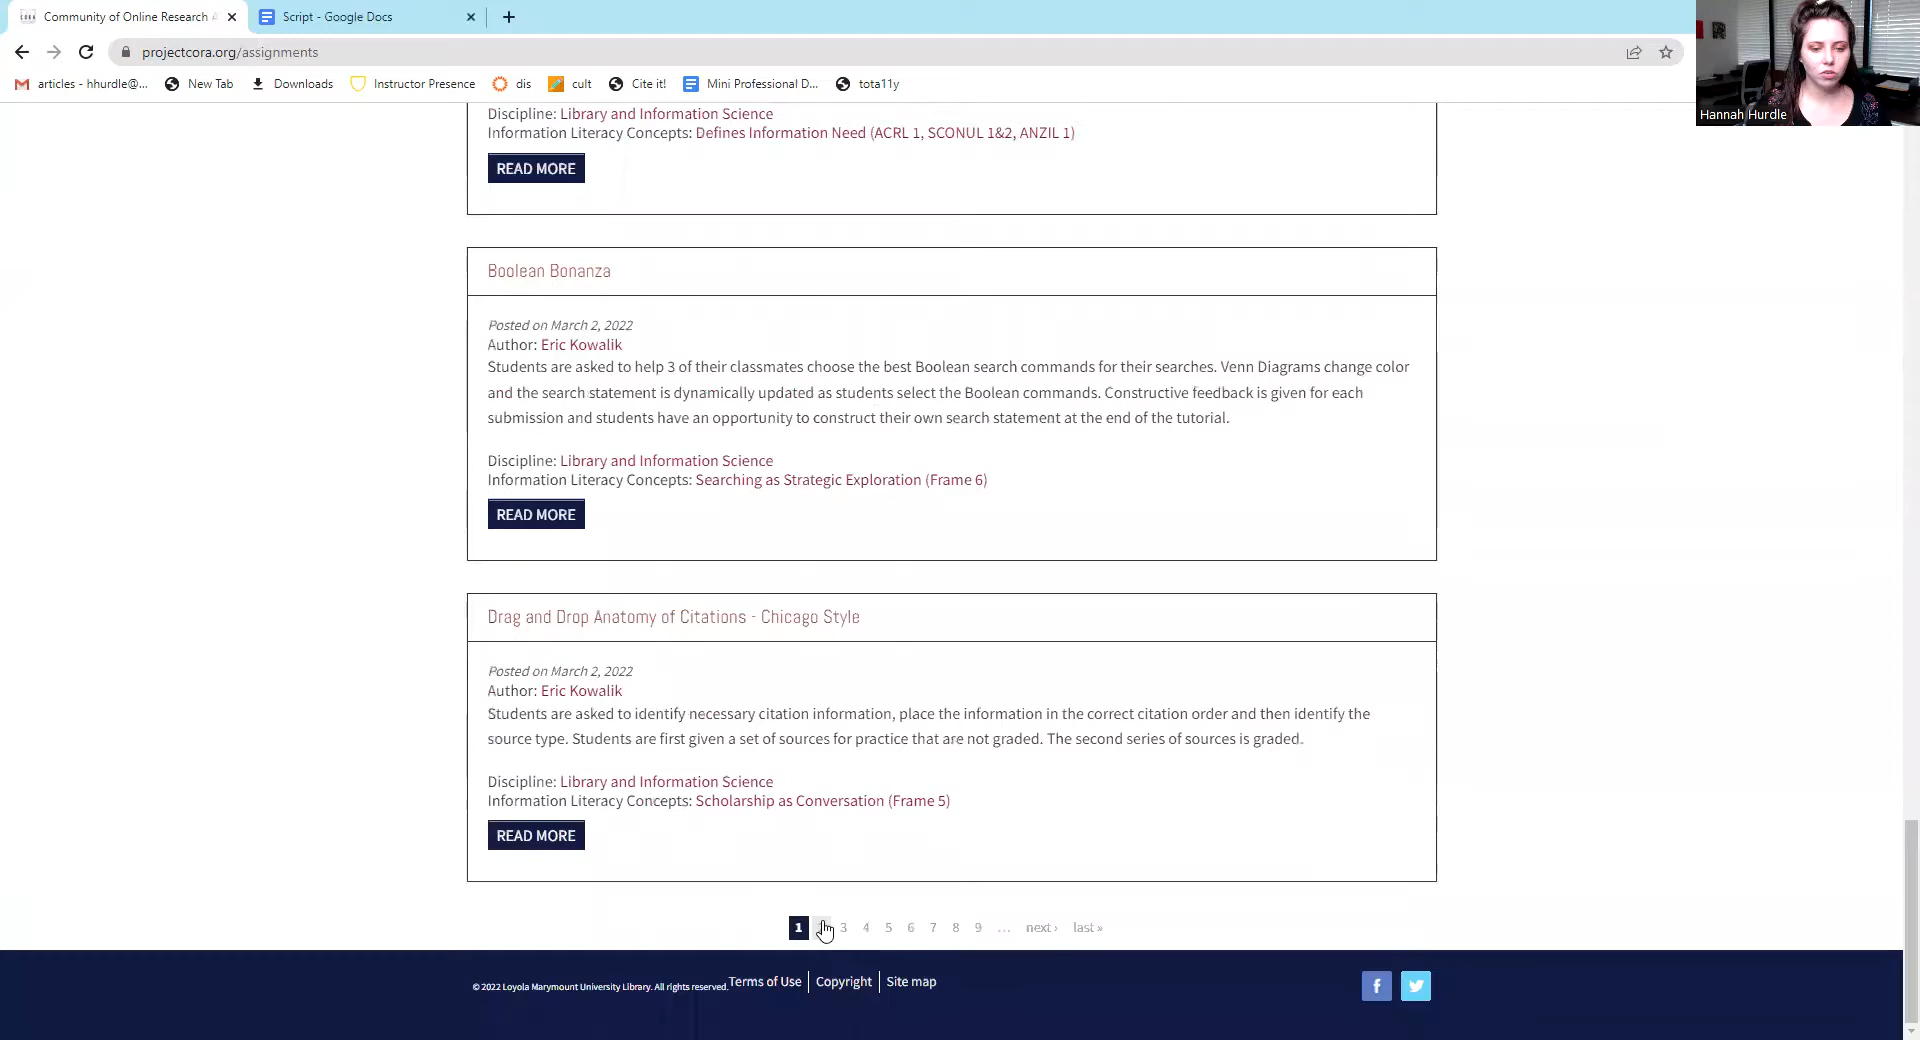 Community of Online Research A
Script - Google Docs
projectcora.org/assignments
articles - hhurdle@...
New Tab
Downloads
Instructor Presence
dis
cult
Cite it!
Mini Professional D...
tota11y
Hannah Hurdle
Discipline: Library and Information Science
Information Literacy Concepts: Defines Information Need (ACRL 1, SCONUL 1&2, ANZIL 1)
READ MORE
Boolean Bonanza
Posted on March 2, 2022
Author: Eric Kowalik
Students are asked to help 3 of their classmates choose the best Boolean search commands for their searches. Venn Diagrams change color
and the search statement is dynamically updated as students select the Boolean commands. Constructive feedback is given for each
submission and students have an opportunity to construct their own search statement at the end of the tutorial.
Discipline: Library and Information Science
Information Literacy Concepts: Searching as Strategic Exploration (Frame 6)
READ MORE
Drag and Drop Anatomy of Citations - Chicago Style
Posted on March 2, 2022
Author: Eric Kowalik
Students are asked to identify necessary citation information, place the information in the correct citation order and then identify the
source type. Students are first given a set of sources for practice that are not graded. The second series of sources is graded.
Discipline: Library and Information Science
Information Literacy Concepts: Scholarship as Conversation (Frame 5)
READ MORE
1 3 4 5 6 7 8 9 ... next › last »
© 2022 Loyola Marymount University Library. All rights reserved. Terms of Use Copyright Site map